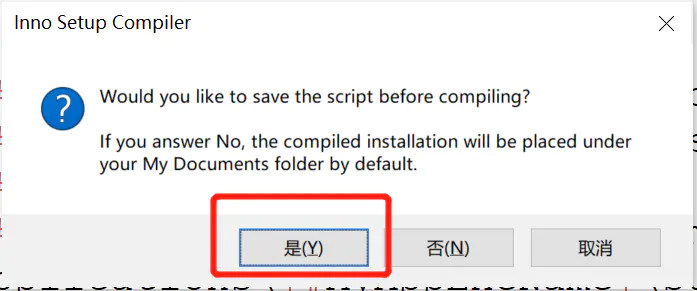 Inno Setup Compiler
Would you like to save the script before compiling?
If you answer No, the compiled installation will be placed under
your My Documents folder by default.
是(Y)
否(N)
取消